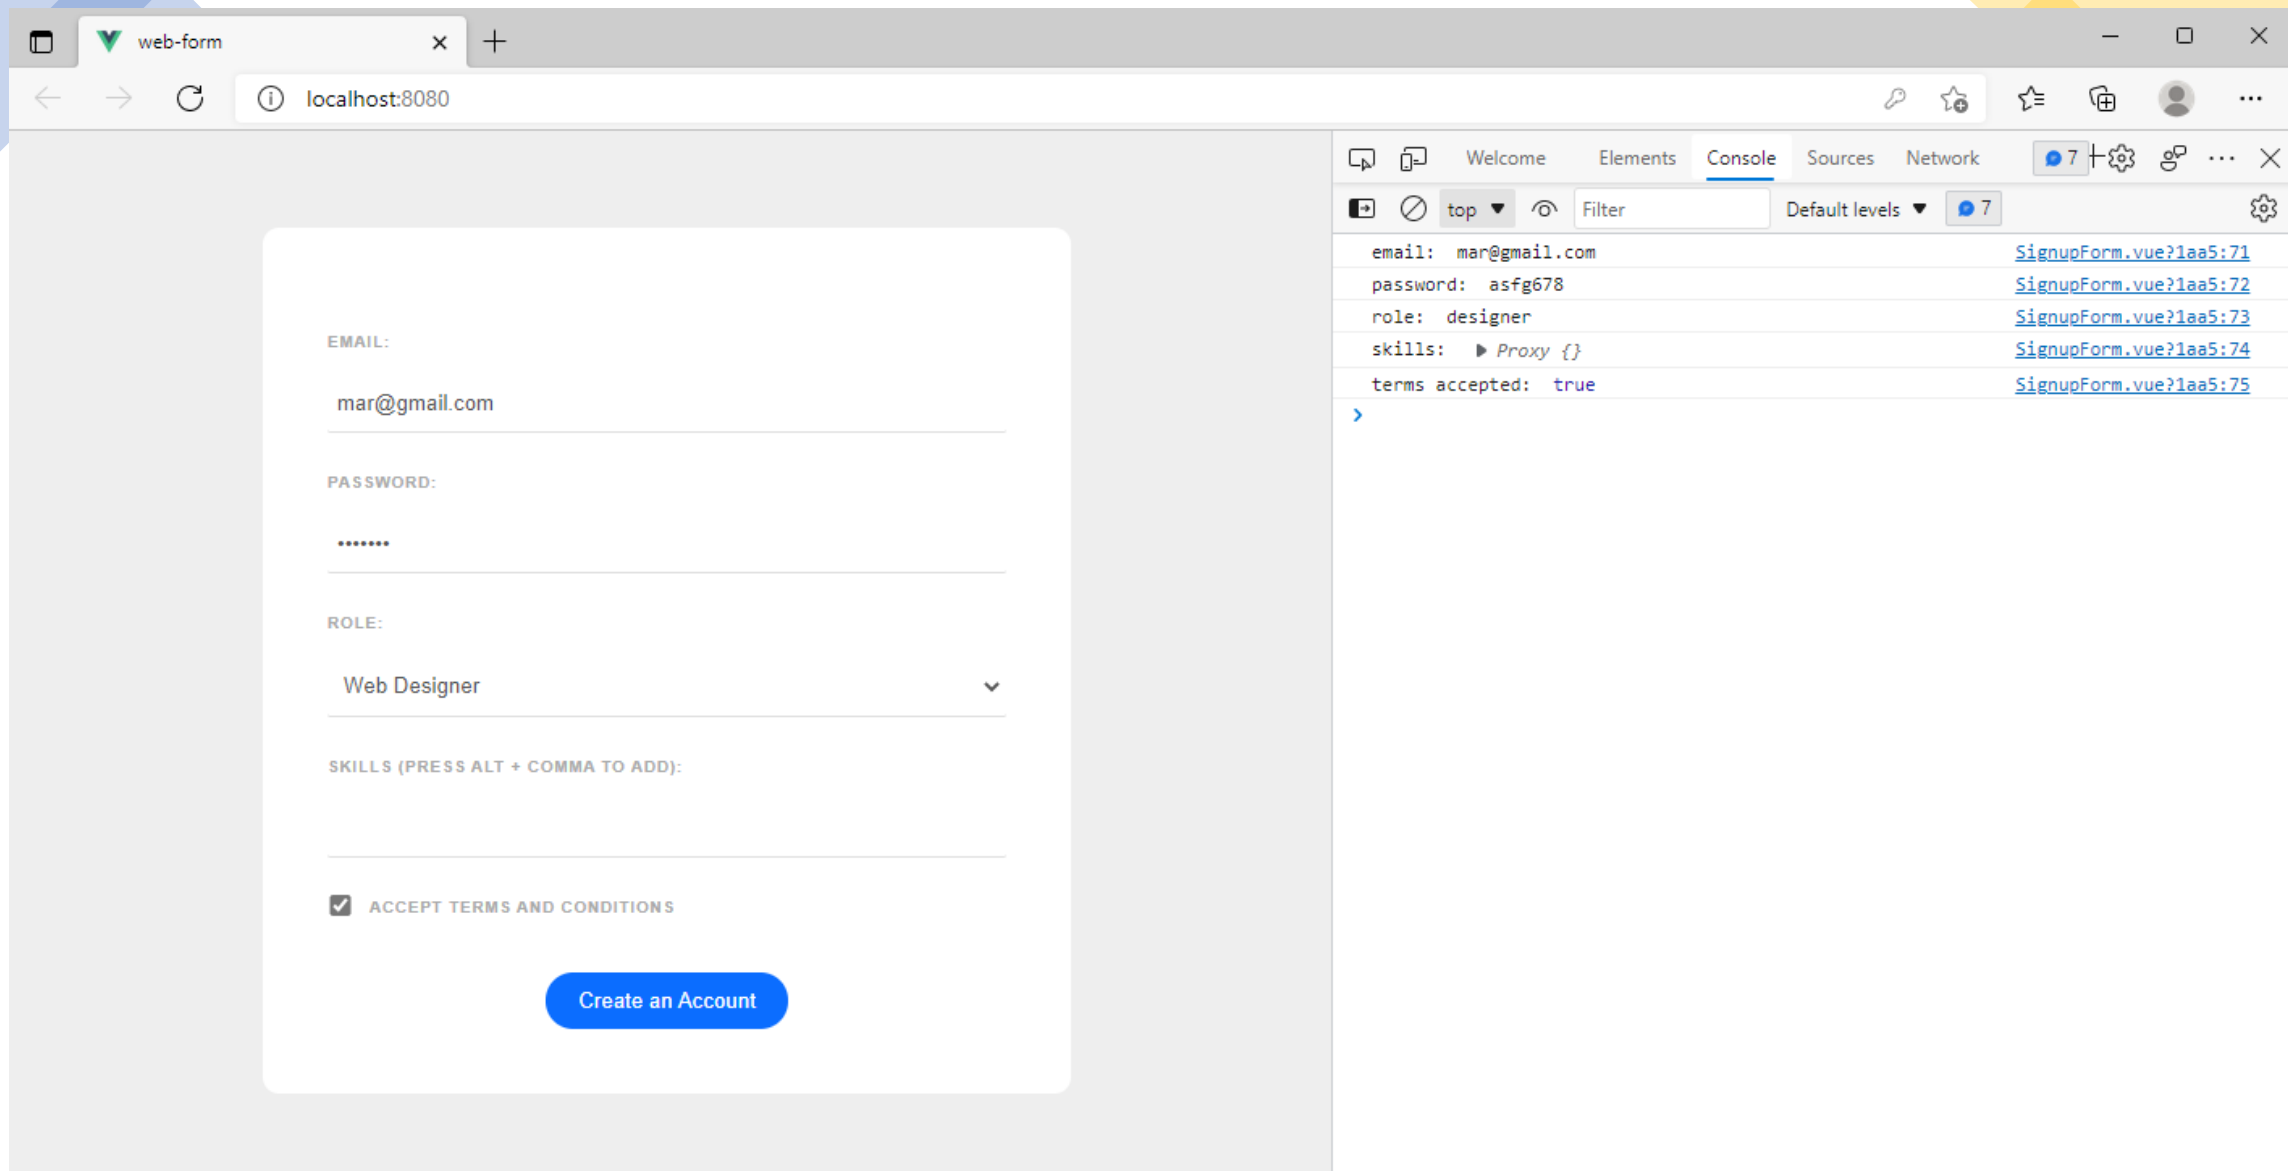 web-form
localhost:8080
EMAIL:
mar@gmail.com
PASSWORD:
•••••••
ROLE:
Web Designer
SKILLS (PRESS ALT + COMMA TO ADD):
ACCEPT TERMS AND CONDITIONS
Create an Account
Welcome Elements Console Sources Network 7
top Filter Default levels 7
email: mar@gmail.com SignupForm.vue?1aa5:71
password: asfg678 SignupForm.vue?1aa5:72
role: designer SignupForm.vue?1aa5:73
skills: Proxy {} SignupForm.vue?1aa5:74
terms accepted: true SignupForm.vue?1aa5:75